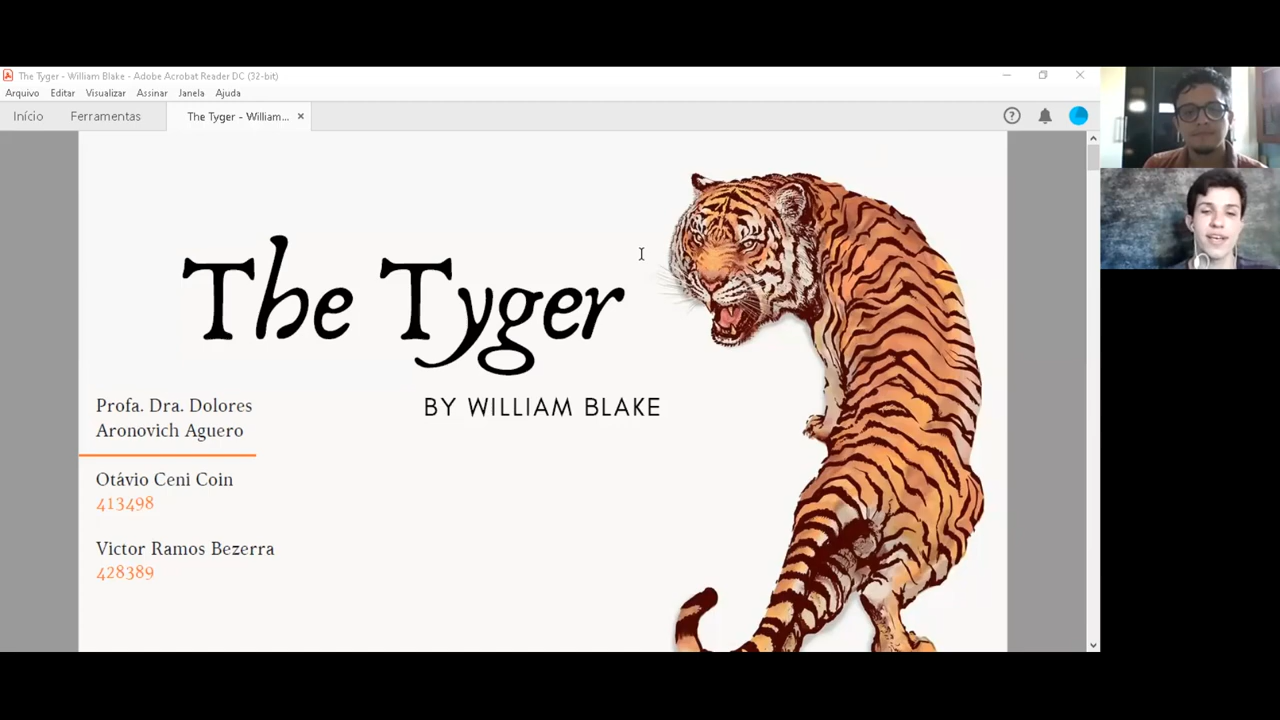 The Tyger - William Blake - Adobe Acrobat Reader DC (32-bit)
Arquivo Editar Visualizar Assinar Janela Ajuda
Início Ferramentas The Tyger - William...
The Tyger
BY WILLIAM BLAKE
Profa. Dra. Dolores
Aronovich Aguero
Otávio Ceni Coin
413498
Victor Ramos Bezerra
428389